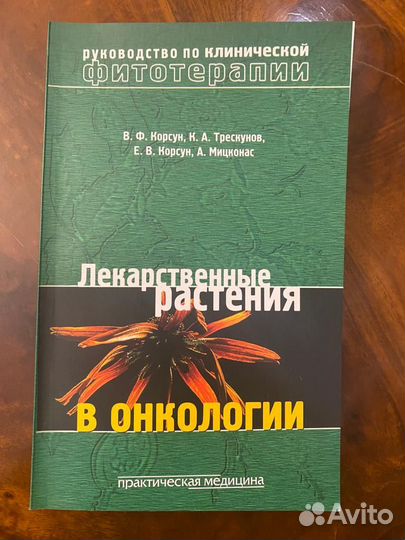 РУКОВОДСТВО ПО КЛИНИЧЕСКОЙ
ФИТОТЕРАПИИ
В. Ф. Корсун, К. А. Трескунов,
Е. В. Корсун, А. Мицконас
Лекарственные
растения
В ОНКОЛОГИИ
ПРАКТИЧЕСКАЯ МЕДИЦИНА
Avito